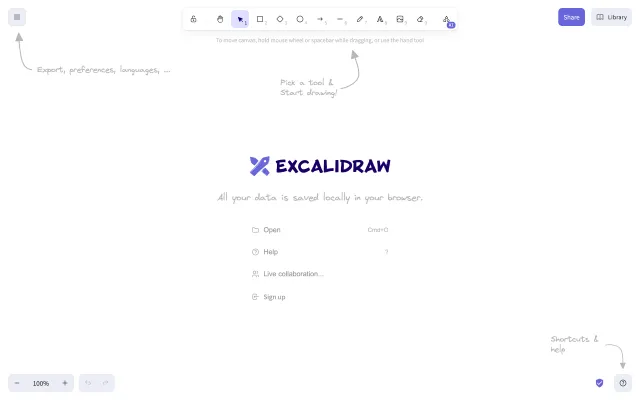 Share
Library
To move canvas, hold mouse wheel or spacebar while dragging, or use the hand tool
Export, preferences, languages, ...
Pick a tool &
Start drawing!
EXCALIDRAW
All your data is saved locally in your browser.
Open
Cmd+O
Help
?
Live collaboration...
Sign up
Shortcuts &
help
100%